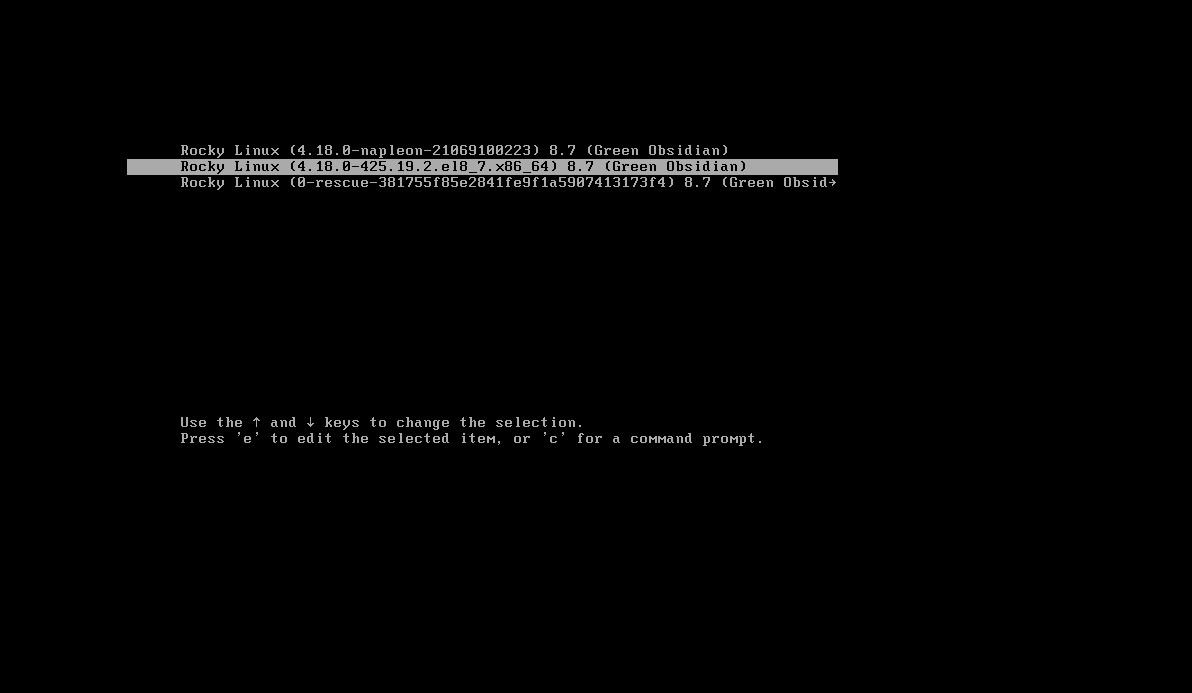 Rocky Linux (4.18.0-napleon-21069100223) 8.7 (Green Obsidian)
Rocky Linux (4.18.0-425.19.2.el8_7.x86_64) 8.7 (Green Obsidian)
Rocky Linux (0-rescue-381755f85e2841fe9f1a5907413173f4) 8.7 (Green Obsid→
Use the ↑ and ↓ keys to change the selection.
Press 'e' to edit the selected item, or 'c' for a command prompt.